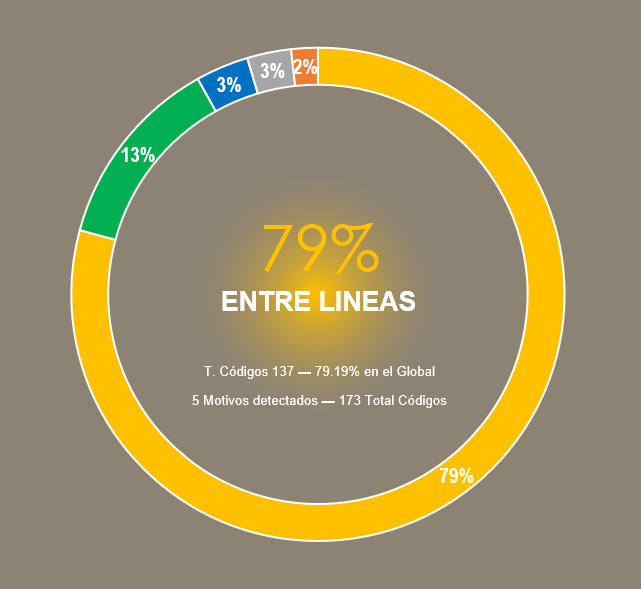 2%
3%
3%
13%
79%
ENTRE LINEAS
T. Códigos 137 — 79.19% en el Global
5 Motivos detectados — 173 Total Códigos
79%